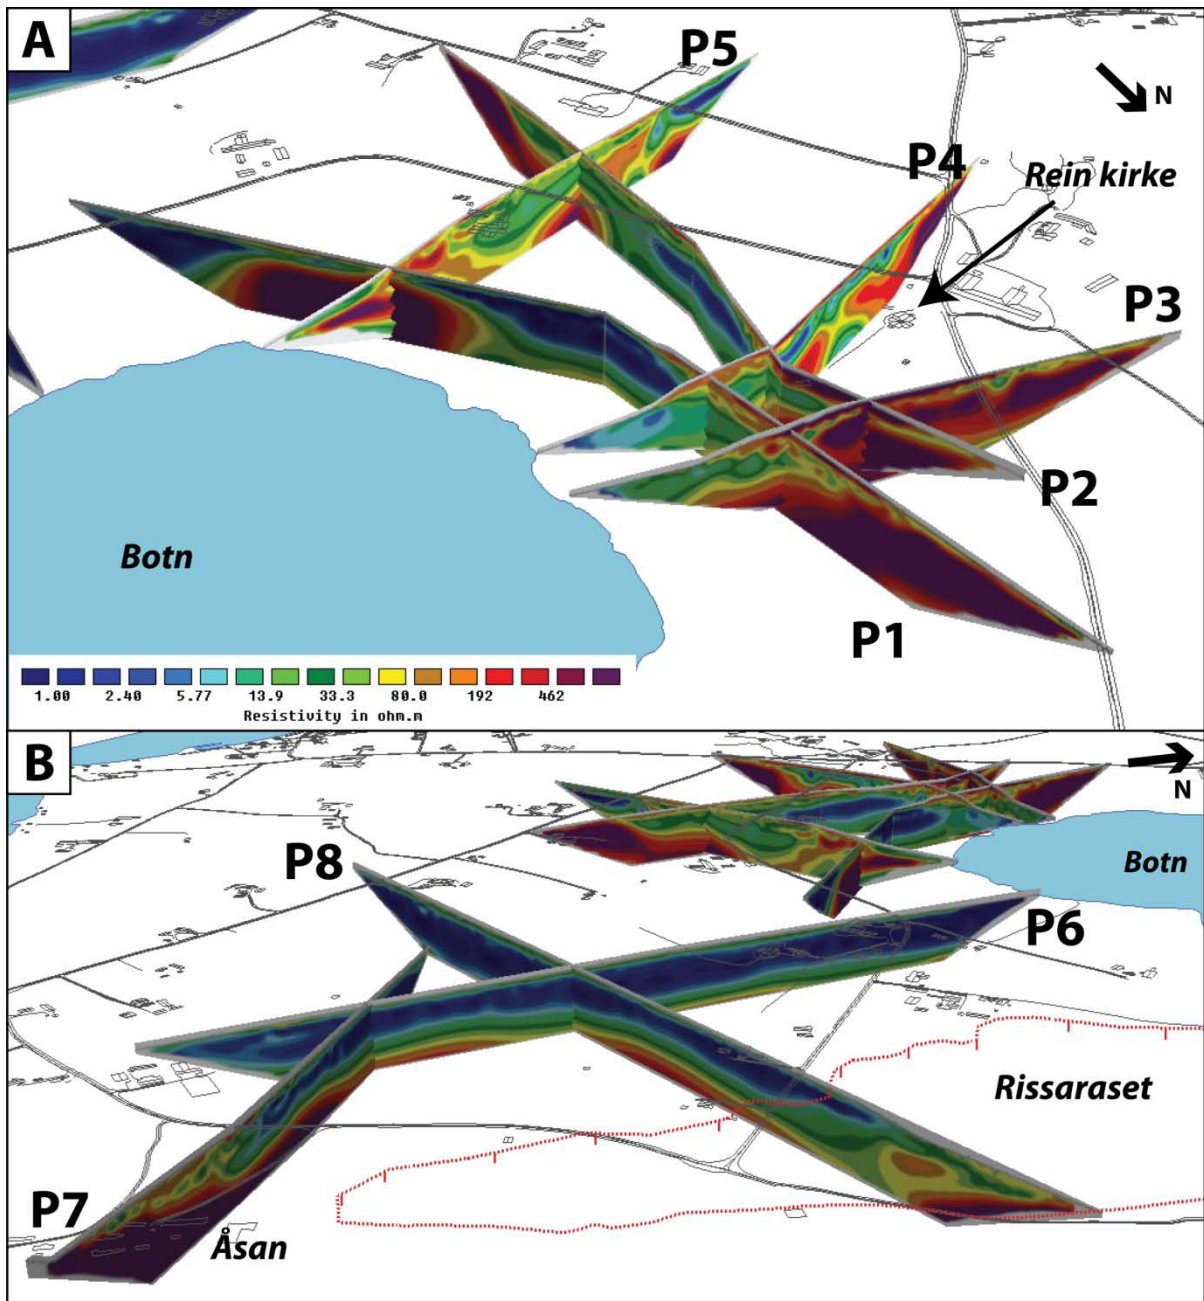 A
P5
N
P4
Rein kirke
P3
P2
Botn
P1
1.00 2.40 5.77 13.9 33.3 80.0 192 462
Resistivity in ohm.m
B
N
P8
Botn
P6
Rissaraset
P7
Åsan